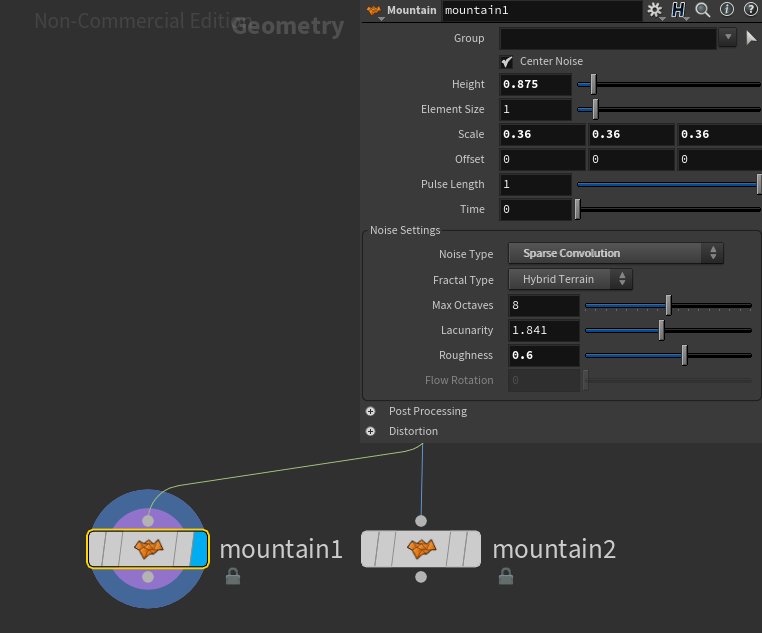 Non-Commercial Edition
Geometry
Mountain mountain1
Group
Center Noise
Height 0.875
Element Size 1
Scale 0.36 0.36 0.36
Offset 0 0 0
Pulse Length 1
Time 0
Noise Settings
Noise Type Sparse Convolution
Fractal Type Hybrid Terrain
Max Octaves 8
Lacunarity 1.841
Roughness 0.6
Flow Rotation 0
Post Processing
Distortion
mountain1 mountain2